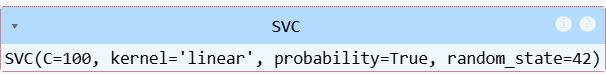 SVC
SVC(C=100, kernel='linear', probability=True, random_state=42)